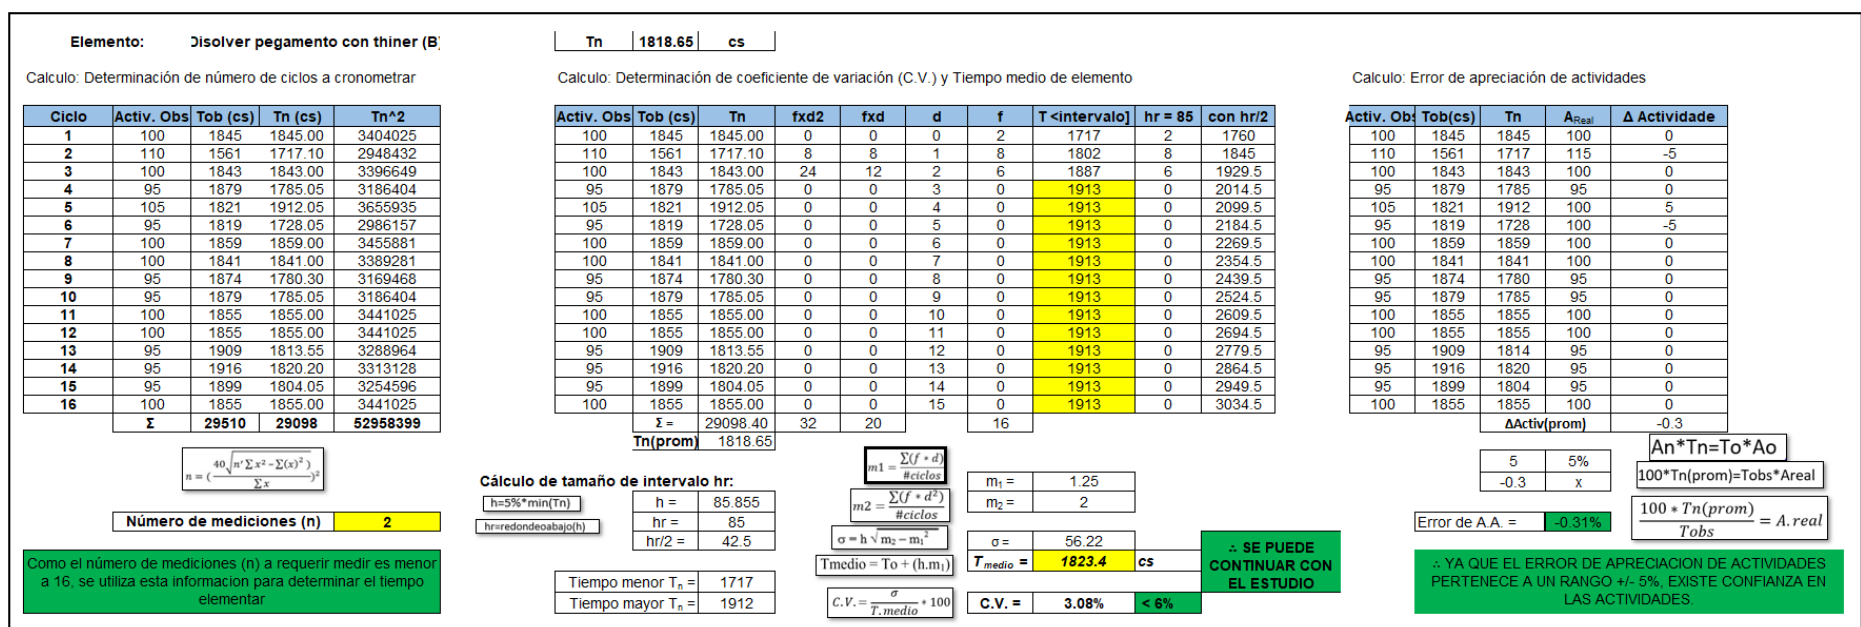 Elemento: Disolver pegamento con thiner (B)
Tn 1818.65 cs
Calculo: Determinación de número de ciclos a cronometrar
Ciclo Activ. Obs Tob (cs) Tn (cs) Tn^2
1 100 1845 1845.00 3404025
2 110 1561 1717.10 2948432
3 100 1843 1843.00 3396649
4 95 1879 1785.05 3186404
5 105 1821 1912.05 3655935
6 95 1819 1728.05 2986157
7 100 1859 1859.00 3455881
8 100 1841 1841.00 3389281
9 95 1874 1780.30 3169468
10 95 1879 1785.05 3186404
11 100 1855 1855.00 3441025
12 100 1855 1855.00 3441025
13 95 1909 1813.55 3288964
14 95 1916 1820.20 3313128
15 95 1899 1804.05 3254596
16 100 1855 1855.00 3441025
Σ 29510 29098 52958399
n = (40√(n'∑x²−∑(x)²) / ∑x)²
Número de mediciones (n) 2
Como el número de mediciones (n) a requerir medir es menor
a 16, se utiliza esta informacion para determinar el tiempo
elementar
Calculo: Determinación de coeficiente de variación (C.V.) y Tiempo medio de elemento
Activ. Obs Tob (cs) Tn fxd2 fxd d f T <intervalo] hr = 85 con hr/2
100 1845 1845.00 0 0 0 2 1717 2 1760
110 1561 1717.10 8 8 1 8 1802 8 1845
100 1843 1843.00 24 12 2 6 1887 6 1929.5
95 1879 1785.05 0 0 3 0 1913 0 2014.5
105 1821 1912.05 0 0 4 0 1913 0 2099.5
95 1819 1728.05 0 0 5 0 1913 0 2184.5
100 1859 1859.00 0 0 6 0 1913 0 2269.5
100 1841 1841.00 0 0 7 0 1913 0 2354.5
95 1874 1780.30 0 0 8 0 1913 0 2439.5
95 1879 1785.05 0 0 9 0 1913 0 2524.5
100 1855 1855.00 0 0 10 0 1913 0 2609.5
100 1855 1855.00 0 0 11 0 1913 0 2694.5
95 1909 1813.55 0 0 12 0 1913 0 2779.5
95 1916 1820.20 0 0 13 0 1913 0 2864.5
95 1899 1804.05 0 0 14 0 1913 0 2949.5
100 1855 1855.00 0 0 15 0 1913 0 3034.5
Σ = 29098.40 32 20 16
Tn(prom) 1818.65
Cálculo de tamaño de intervalo hr:
h=5%*min(Tn) h = 85.855
hr=redondeoabajo(h) hr = 85
hr/2 = 42.5
Tiempo menor Tn = 1717
Tiempo mayor Tn = 1912
m1 = ∑(f * d) / #ciclos
m2 = ∑(f * d²) / #ciclos
σ = h √(m₂ − m₁²)
Tmedio = To + (h.m₁)
C.V. = σ / T.medio * 100
m₁ = 1.25
m₂ = 2
σ = 56.22
Tmedio = 1823.4 cs
C.V. = 3.08% < 6%
∴ SE PUEDE
CONTINUAR CON
EL ESTUDIO
Calculo: Error de apreciación de actividades
Activ. Obs Tob(cs) Tn AReal Δ Actividade
100 1845 1845 100 0
110 1561 1717 115 -5
100 1843 1843 100 0
95 1879 1785 95 0
105 1821 1912 100 5
95 1819 1728 100 -5
100 1859 1859 100 0
100 1841 1841 100 0
95 1874 1780 95 0
95 1879 1785 95 0
100 1855 1855 100 0
100 1855 1855 100 0
95 1909 1814 95 0
95 1916 1820 95 0
95 1899 1804 95 0
100 1855 1855 100 0
ΔActiv(prom) -0.3
5 5%
-0.3 x
Error de A.A. = -0.31%
An*Tn=To*Ao
100*Tn(prom)=Tobs*Areal
100 * Tn(prom) / Tobs = A.real
∴ YA QUE EL ERROR DE APRECIACION DE ACTIVIDADES
PERTENECE A UN RANGO +/- 5%, EXISTE CONFIANZA EN
LAS ACTIVIDADES.